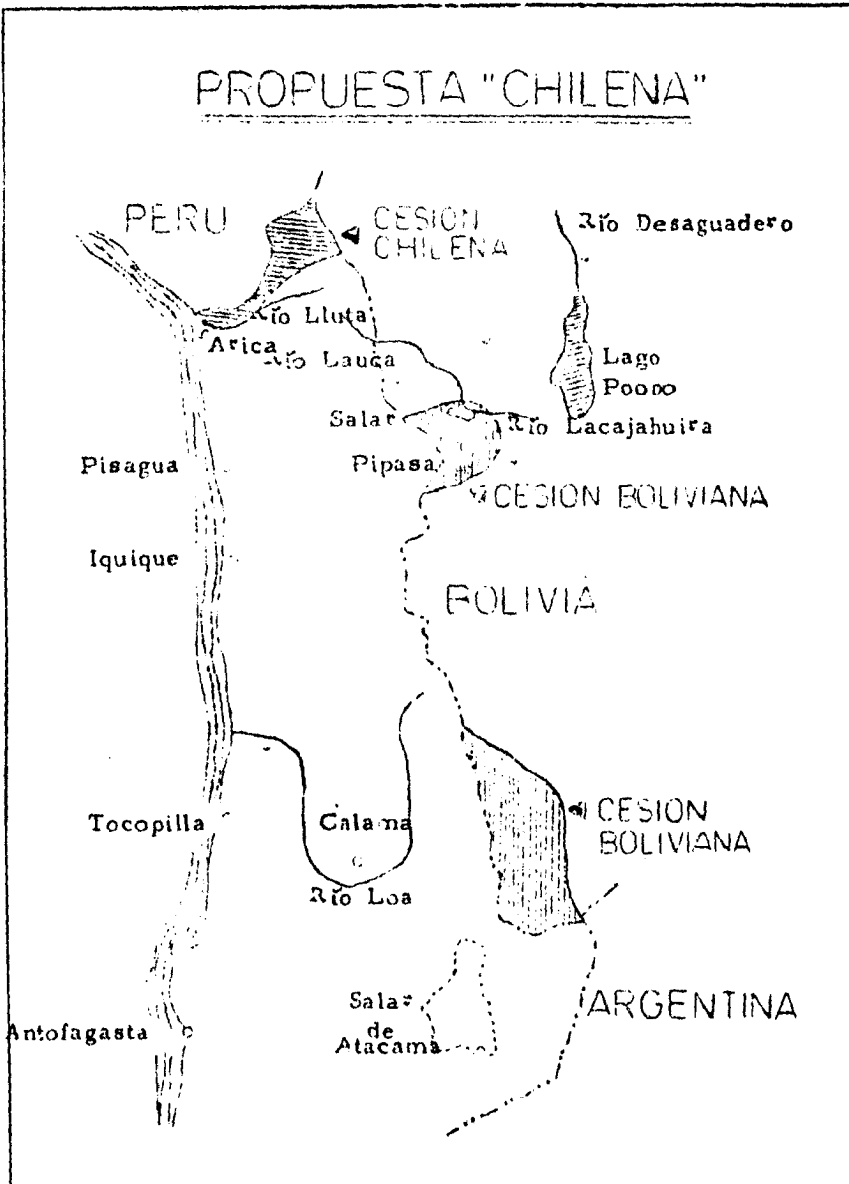 PROPUESTA "CHILENA"
PERU
CESION
CHILENA
Río Desaguadero
Río Lluta
Arica
Río Lauca
Lago
Poopo
Salar
Río Lacajahuira
Pisagua
Pipasa
CESION BOLIVIANA
Iquique
BOLIVIA
Tocopilla
Calama
CESION
BOLIVIANA
Río Loa
Salar
de
Atacama
ARGENTINA
Antofagasta